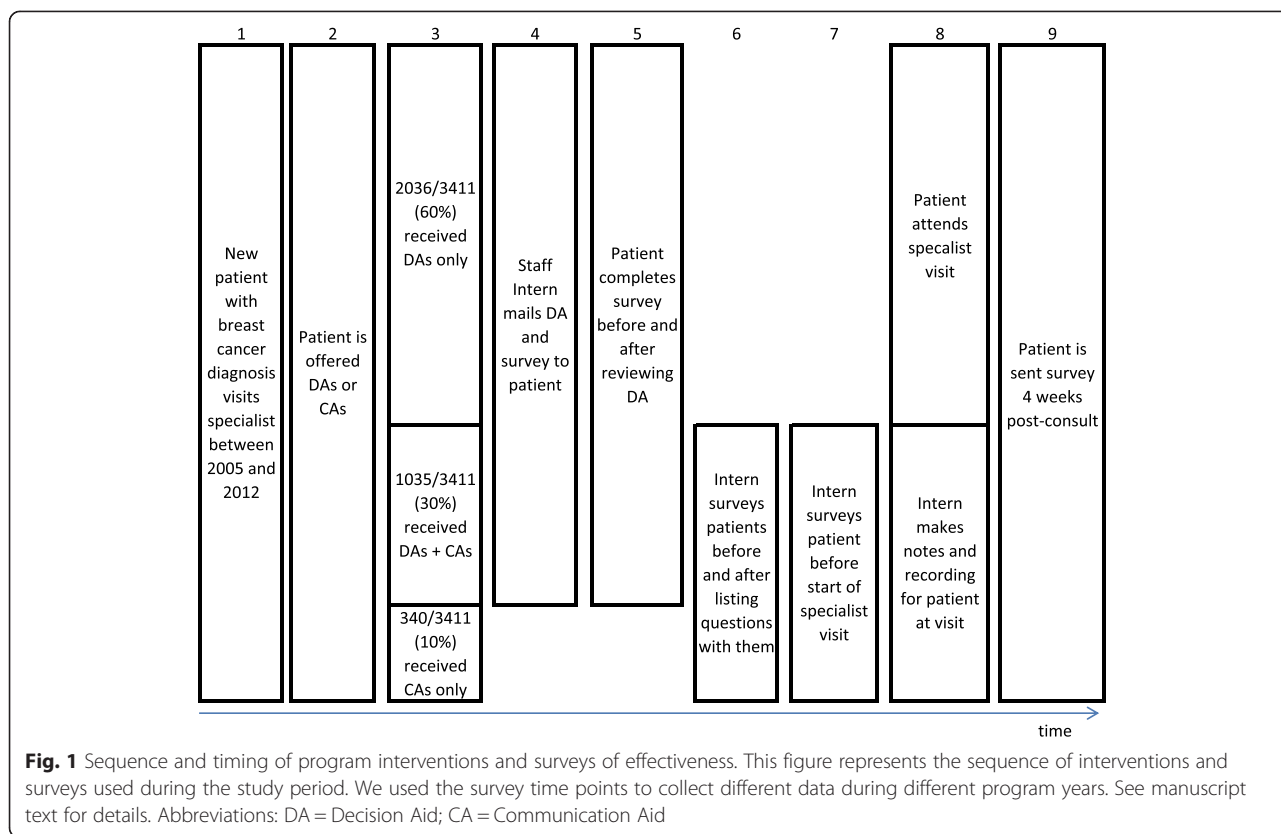 1 2 3 4 5 6 7 8 9
New
patient
with
breast
cancer
diagnosis
visits
specialist
between
2005 and
2012
Patient is
offered
DAs or
CAs
2036/3411
(60%)
received
DAs only
1035/3411
(30%)
received
DAs + CAs
340/3411
(10%)
received
CAs only
Staff
Intern
mails DA
and
survey to
patient
Patient
completes
survey
before and
after
reviewing
DA
Intern
surveys
patients
before
and after
listing
questions
with them
Intern
surveys
patient
before
start of
specialist
visit
Patient
attends
specalist
visit
Intern
makes
notes and
recording
for patient
at visit
Patient is
sent survey
4 weeks
post-consult
time
Fig. 1 Sequence and timing of program interventions and surveys of effectiveness. This figure represents the sequence of interventions and
surveys used during the study period. We used the survey time points to collect different data during different program years. See manuscript
text for details. Abbreviations: DA = Decision Aid; CA = Communication Aid